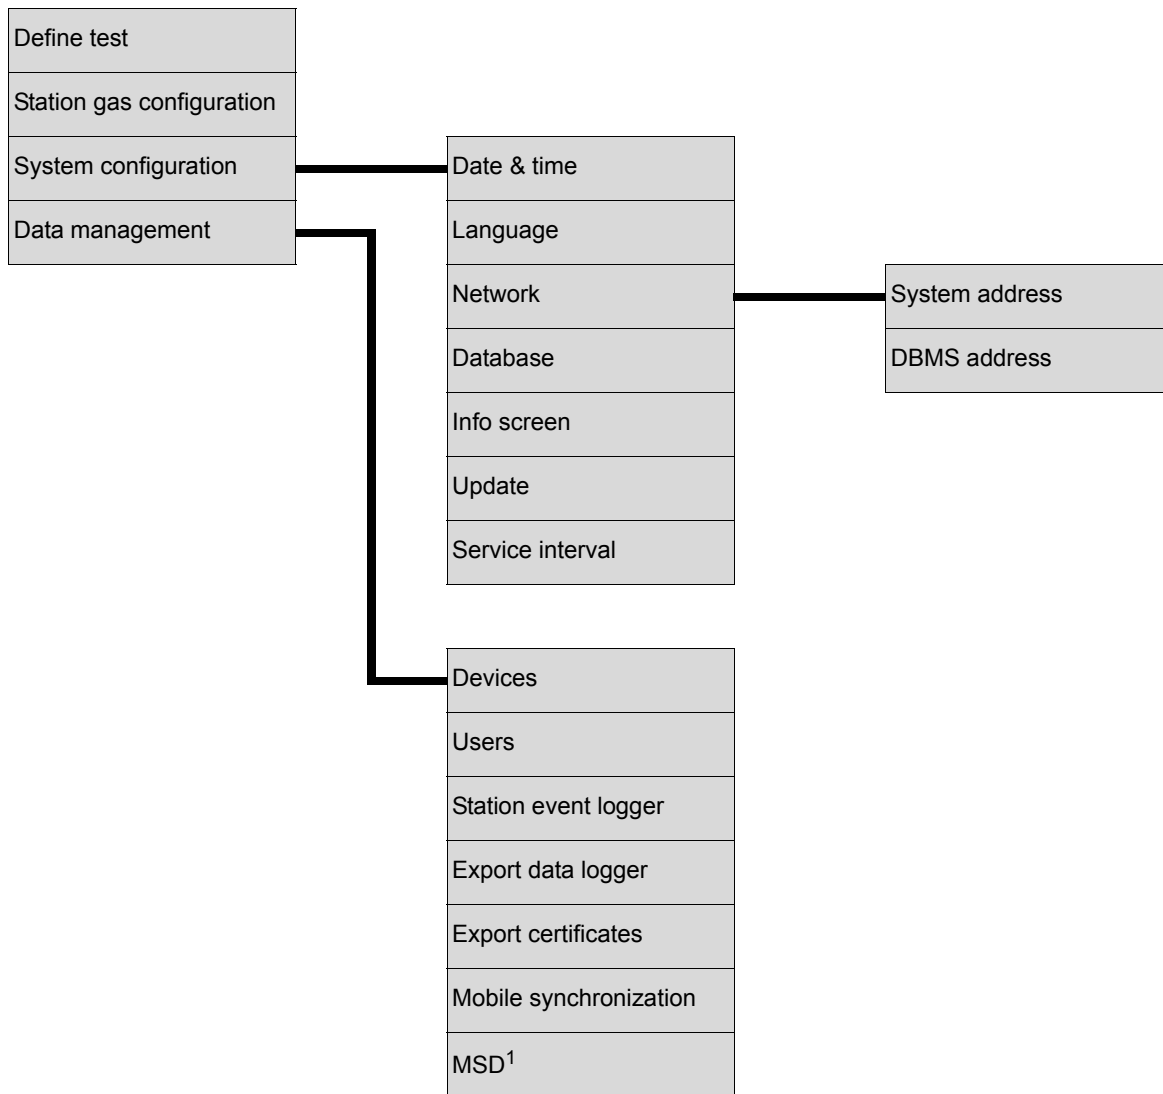 Define test
Station gas configuration
System configuration
Data management
Date & time
Language
Network
Database
Info screen
Update
Service interval
System address
DBMS address
Devices
Users
Station event logger
Export data logger
Export certificates
Mobile synchronization
MSD1